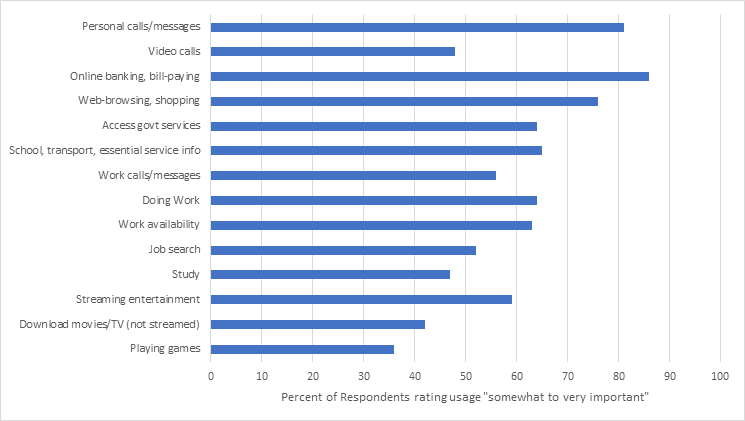 Personal calls/messages
Video calls
Online banking, bill-paying
Web-browsing, shopping
Access govt services
School, transport, essential service info
Work calls/messages
Doing Work
Work availability
Job search
Study
Streaming entertainment
Download movies/TV (not streamed)
Playing games
0 10 20 30 40 50 60 70 80 90 100
Percent of Respondents rating usage "somewhat to very important"